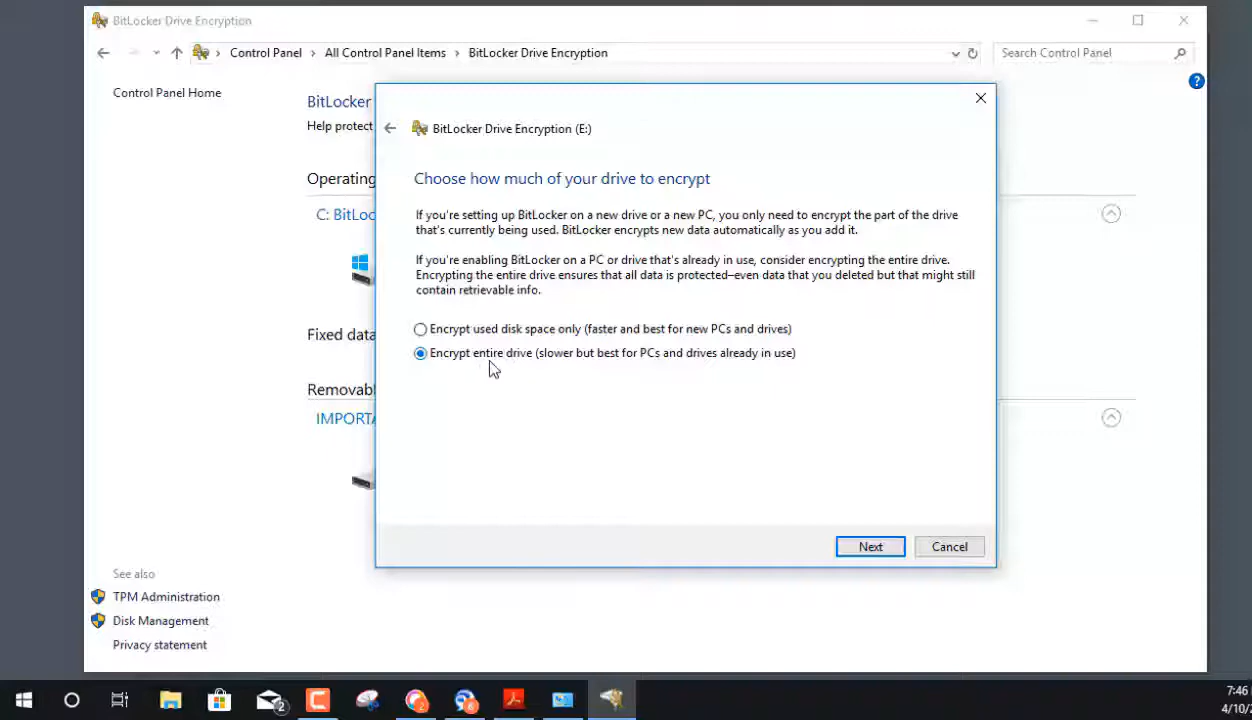 BitLocker Drive Encryption
Control Panel > All Control Panel Items > BitLocker Drive Encryption
Search Control Panel
?
Control Panel Home
BitLocker
Help protect
Operating
C: BitLoc
Fixed data
Removab
IMPORTA
BitLocker Drive Encryption (E:)
Choose how much of your drive to encrypt
If you're setting up BitLocker on a new drive or a new PC, you only need to encrypt the part of the drive
that's currently being used. BitLocker encrypts new data automatically as you add it.
If you're enabling BitLocker on a PC or drive that's already in use, consider encrypting the entire drive.
Encrypting the entire drive ensures that all data is protected–even data that you deleted but that might still
contain retrievable info.
Encrypt used disk space only (faster and best for new PCs and drives)
Encrypt entire drive (slower but best for PCs and drives already in use)
Next
Cancel
See also
TPM Administration
Disk Management
Privacy statement
2
2
6
7:46
4/10/2